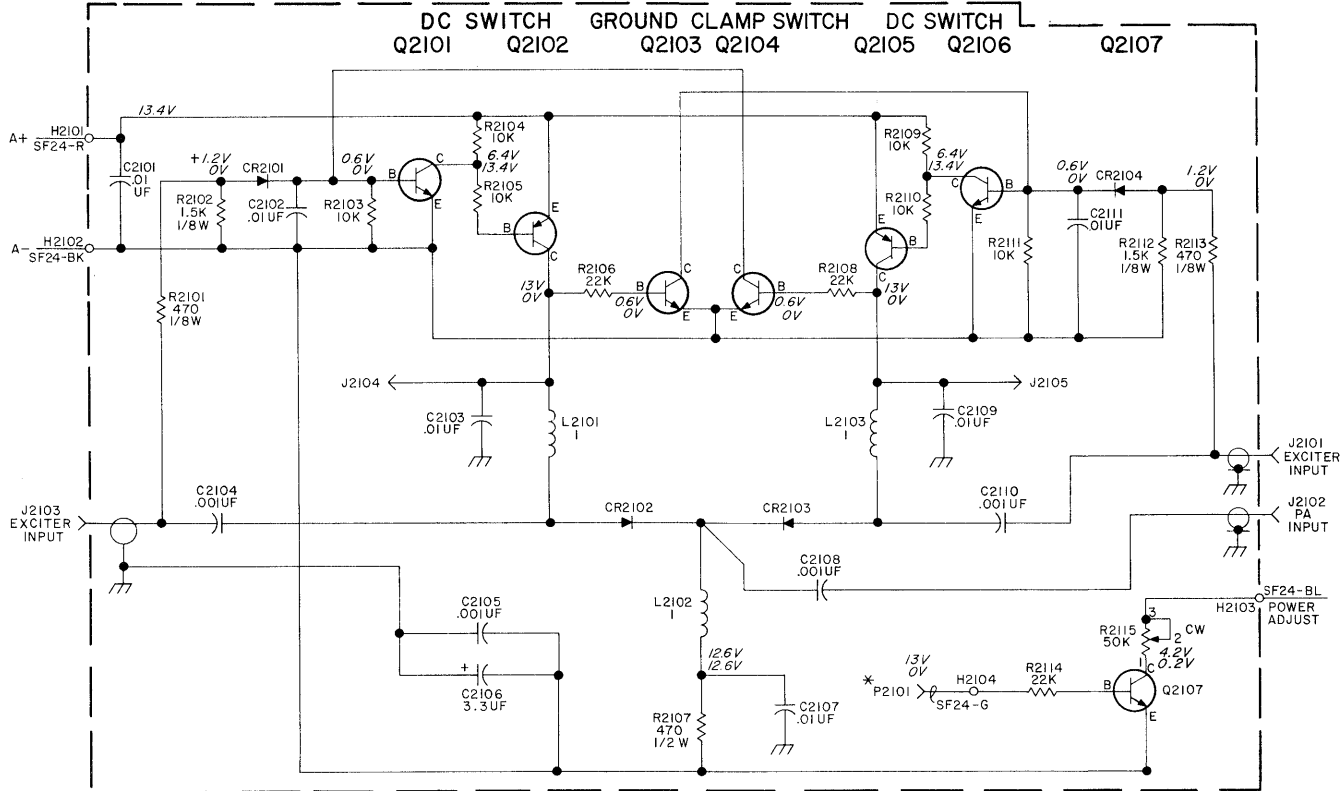 DC SWITCH GROUND CLAMP SWITCH DC SWITCH
Q2101 Q2102 Q2103 Q2104 Q2105 Q2106 Q2107
A+ H2101
SF24-R
13.4V
C2101
.01
UF
A- H2102
SF24-BK
+1.2V
0V
CR2101
R2102
1.5K
1/8W
C2102
.01UF
0.6V
0V
R2103
10K
B
C
E
R2104
10K
6.4V
13.4V
R2105
10K
B
E
C
R2101
470
1/8W
13V
0V
R2106
22K
0.6V
0V
B
C
E
C
E
B
0.6V
0V
R2108
22K
13V
0V
E
B
C
R2109
10K
6.4V
13.4V
R2110
10K
C
B
E
R2111
10K
0.6V
0V
CR2104
C2111
.01UF
1.2V
0V
R2112
1.5K
1/8W
R2113
470
1/8W
J2104
C2103
.01UF
L2101
1
L2103
1
C2109
.01UF
J2105
J2101
EXCITER
INPUT
J2102
PA
INPUT
J2103
EXCITER
INPUT
C2104
.001UF
CR2102
CR2103
C2110
.001UF
C2108
.001UF
C2105
.001UF
+
C2106
3.3UF
L2102
1
12.6V
12.6V
R2107
470
1/2 W
C2107
.01UF
SF24-BL
H2103
POWER
ADJUST
3
R2115
50K
2
CW
1
4.2V
0.2V
C
B
E
Q2107
13V
0V
*P2101
H2104
SF24-G
R2114
22K